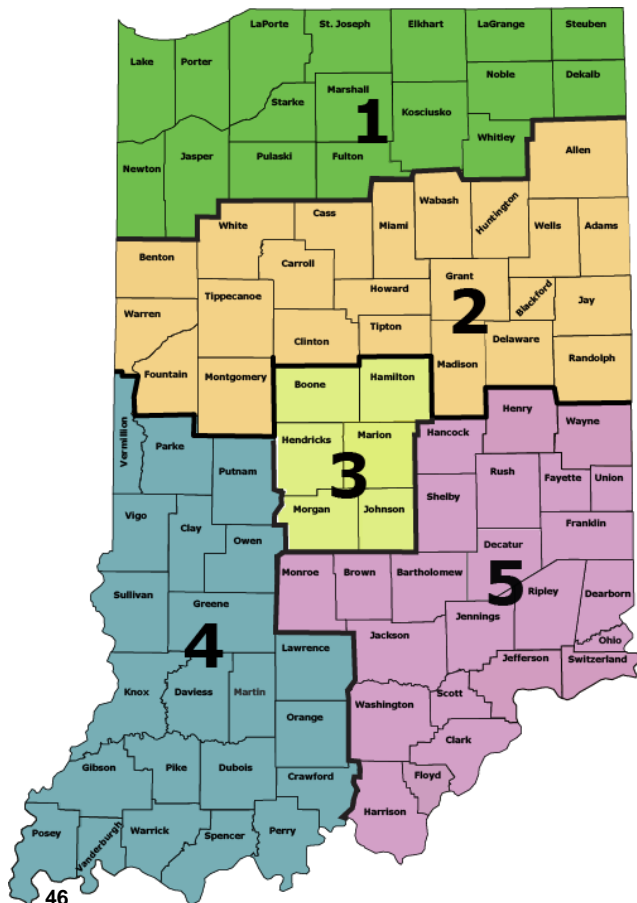 LaPorte
St. Joseph
Elkhart
LaGrange
Steuben
Lake
Porter
Noble
Dekalb
Starke
Marshall
Kosciusko
1
Whitley
Newton
Jasper
Pulaski
Fulton
Allen
White
Cass
Miami
Wabash
Huntington
Wells
Adams
Benton
Carroll
Grant
Howard
Blackford
Jay
Tippecanoe
Warren
2
Clinton
Tipton
Delaware
Madison
Randolph
Fountain
Montgomery
Boone
Hamilton
Vermillion
Parke
Putnam
Hendricks
Marion
Hancock
Henry
Wayne
3
Rush
Fayette
Union
Shelby
Morgan
Johnson
Vigo
Clay
Owen
Franklin
Decatur
Monroe
Brown
Bartholomew
5
Ripley
Dearborn
Sullivan
Greene
4
Jennings
Jackson
Ohio
Lawrence
Jefferson
Switzerland
Knox
Daviess
Martin
Washington
Scott
Orange
Clark
Gibson
Pike
Dubois
Crawford
Floyd
Harrison
Posey
Vanderburgh
Warrick
Spencer
Perry
46